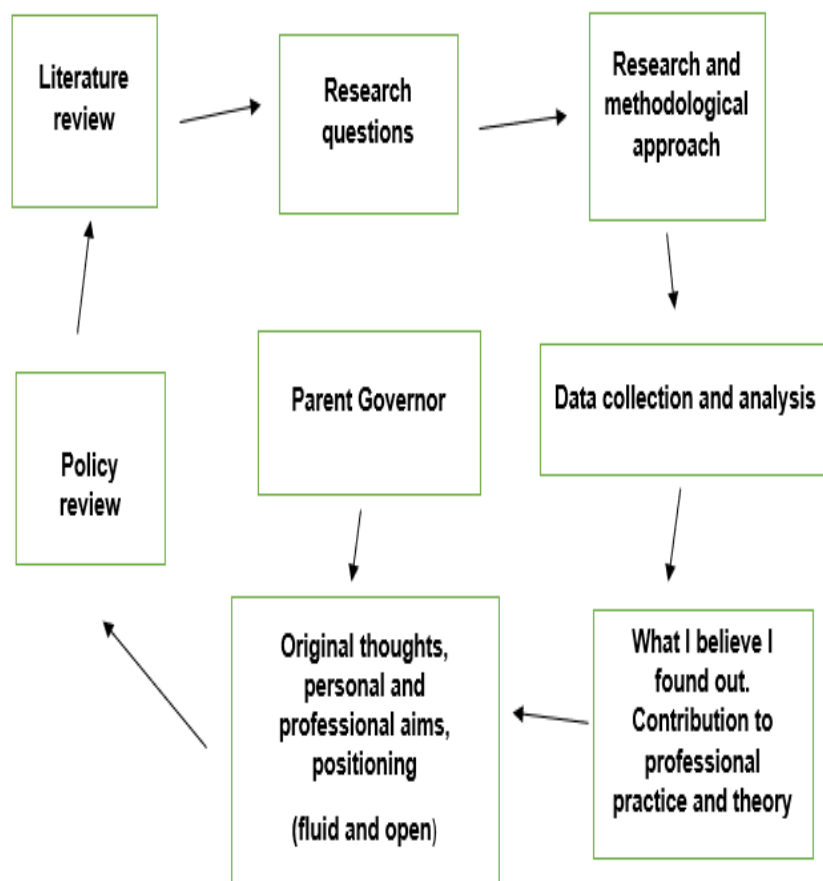 Literature
review
Research
questions
Research and
methodological
approach
Parent Governor
Data collection and analysis
Policy
review
Original thoughts,
personal and
professional aims,
positioning
(fluid and open)
What I believe I
found out.
Contribution to
professional
practice and theory